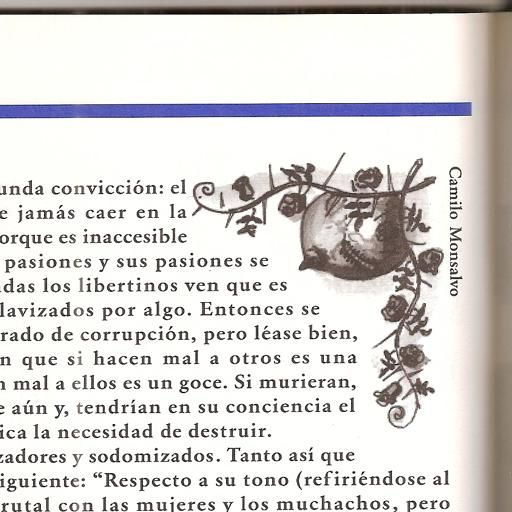 unda convicción: el
e jamás caer en la
orque es inaccesible
pasiones y sus pasiones se
das los libertinos ven que es
lavizados por algo. Entonces se
rado de corrupción, pero léase bien,
n que si hacen mal a otros es una
n mal a ellos es un goce. Si murieran,
e aún y, tendrían en su conciencia el
ica la necesidad de destruir.
zadores y sodomizados. Tanto así que
iguiente: “Respecto a su tono (refiriéndose al
rutal con las mujeres y los muchachos, pero
Camilo Monsalvo